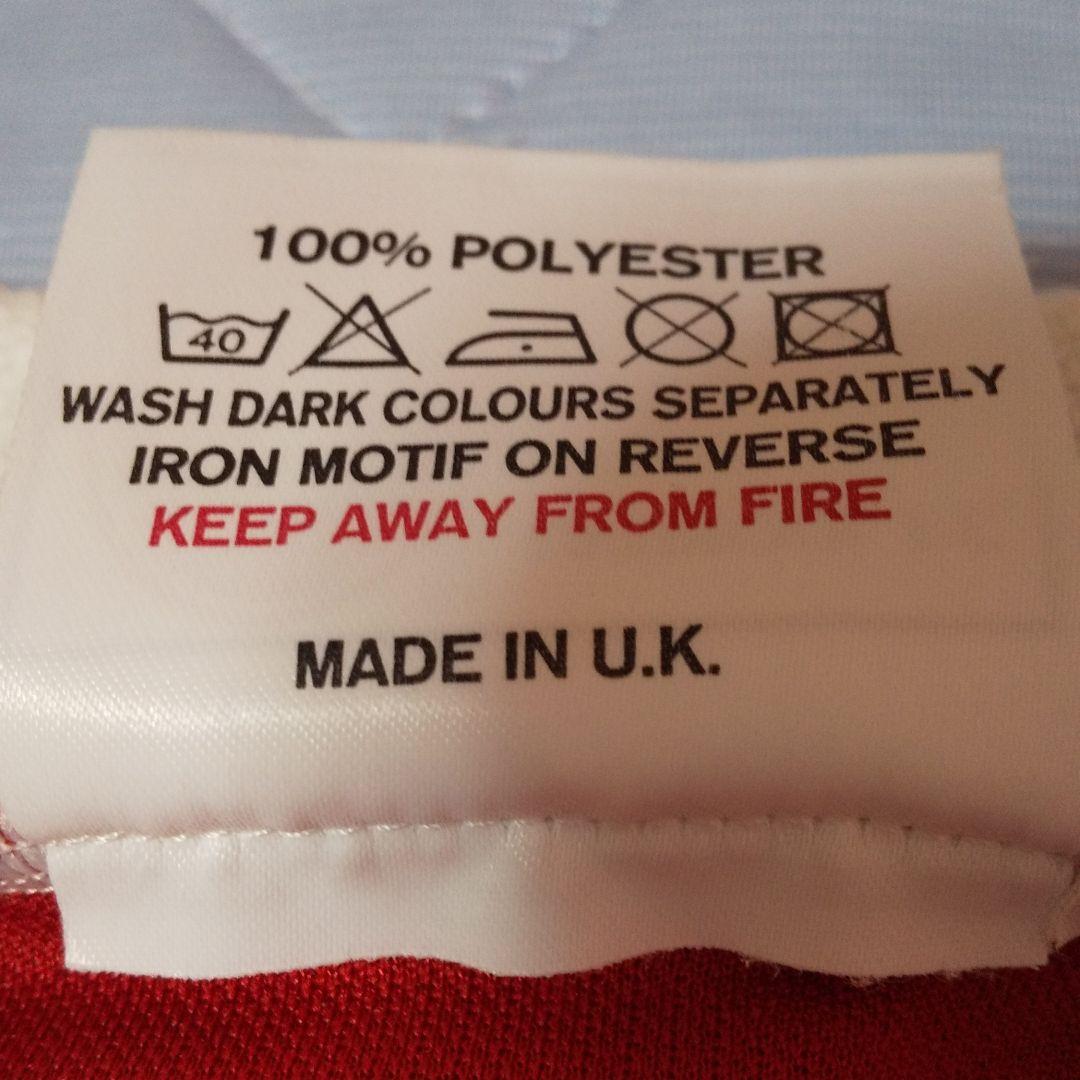 100% POLYESTER
40
WASH DARK COLOURS SEPARATELY
IRON MOTIF ON REVERSE
KEEP AWAY FROM FIRE
MADE IN U.K.